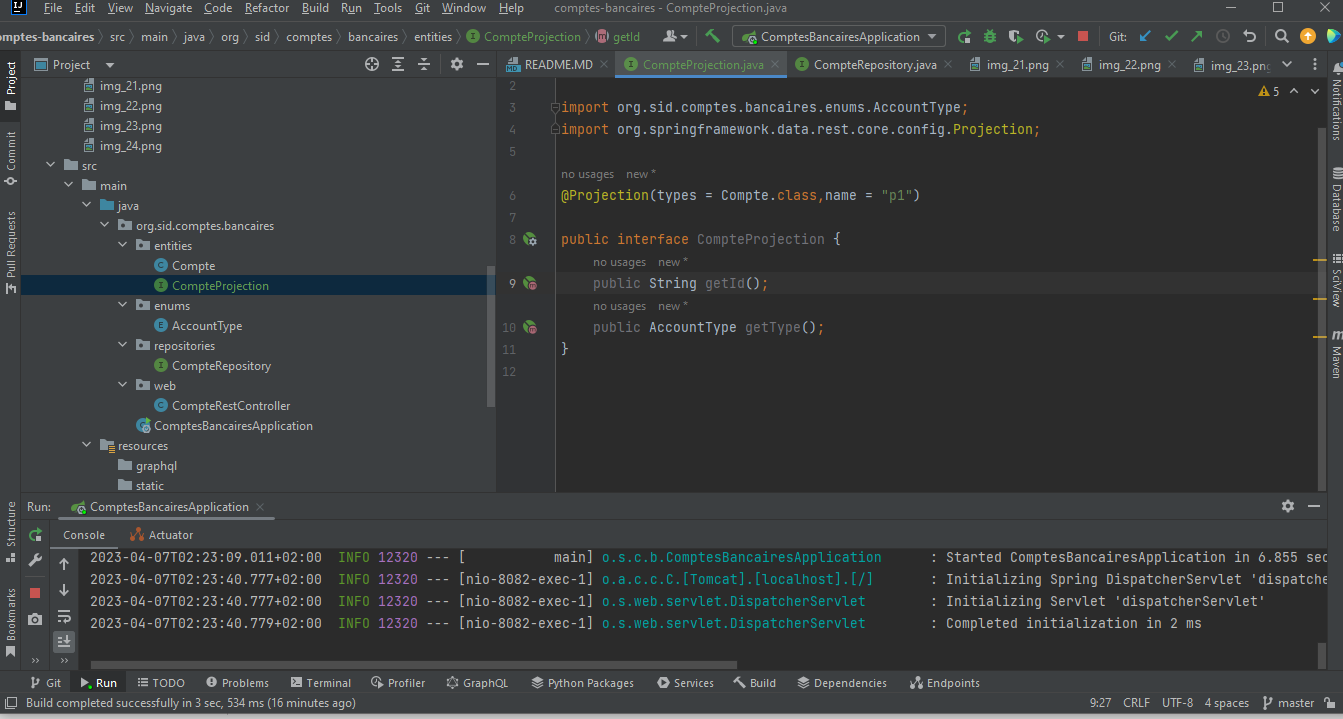 File Edit View Navigate Code Refactor Build Run Tools Git Window Help comptes-bancaires - CompteProjection.java
omptes-bancaires src main java org sid comptes bancaires entities CompteProjection getId ComptesBancairesApplication Git:
Project
README.MD CompteProjection.java CompteRepository.java img_21.png img_22.png img_23.png
img_21.png
img_22.png
img_23.png
img_24.png
src
main
java
org.sid.comptes.bancaires
entities
Compte
CompteProjection
enums
AccountType
repositories
CompteRepository
web
CompteRestController
ComptesBancairesApplication
resources
graphql
static
5
2
3 import org.sid.comptes.bancaires.enums.AccountType;
4 import org.springframework.data.rest.core.config.Projection;
5
no usages new *
6 @Projection(types = Compte.class,name = "p1")
7
8 public interface CompteProjection {
no usages new *
9 public String getId();
no usages new *
10 public AccountType getType();
11 }
12
Project
Commit
Pull Requests
Structure
Bookmarks
Notifications
Database
SciView
Maven
Run: ComptesBancairesApplication
Console Actuator
2023-04-07T02:23:09.011+02:00 INFO 12320 --- [ main] o.s.c.b.ComptesBancairesApplication : Started ComptesBancairesApplication in 6.855 sec
2023-04-07T02:23:40.777+02:00 INFO 12320 --- [nio-8082-exec-1] o.a.c.c.C.[Tomcat].[localhost].[/] : Initializing Spring DispatcherServlet 'dispatche
2023-04-07T02:23:40.777+02:00 INFO 12320 --- [nio-8082-exec-1] o.s.web.servlet.DispatcherServlet : Initializing Servlet 'dispatcherServlet'
2023-04-07T02:23:40.779+02:00 INFO 12320 --- [nio-8082-exec-1] o.s.web.servlet.DispatcherServlet : Completed initialization in 2 ms
Git Run TODO Problems Terminal Profiler GraphQL Python Packages Services Build Dependencies Endpoints
Build completed successfully in 3 sec, 534 ms (16 minutes ago) 9:27 CRLF UTF-8 4 spaces master